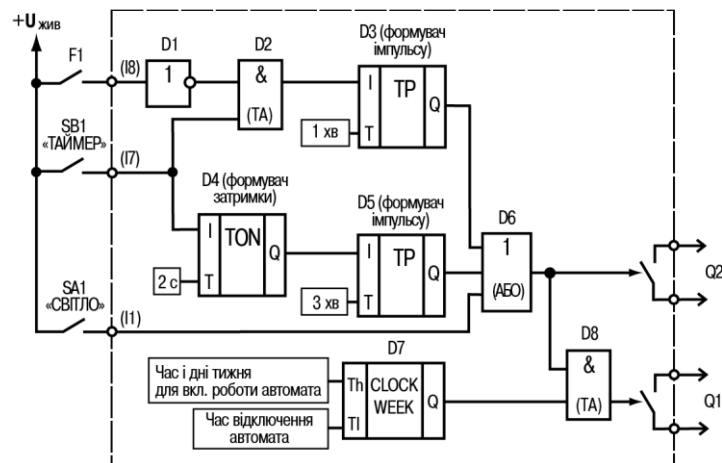 +U жив
F1
(I8)
D1
1
D2
&
(ТА)
D3 (формувач
імпульсу)
I
TP
Q
T
1 хв
SB1
«ТАЙМЕР»
(I7)
D4 (формувач
затримки)
I
TON
Q
T
2 с
D5 (формувач
імпульсу)
I
TP
Q
T
3 хв
D6
1
(АБО)
Q2
SA1
«СВІТЛО»
(I1)
D7
Час і дні тижня
для вкл. роботи автомата
Th
CLOCK
WEEK
Q
Tl
Час відключення
автомата
D8
&
(ТА)
Q1